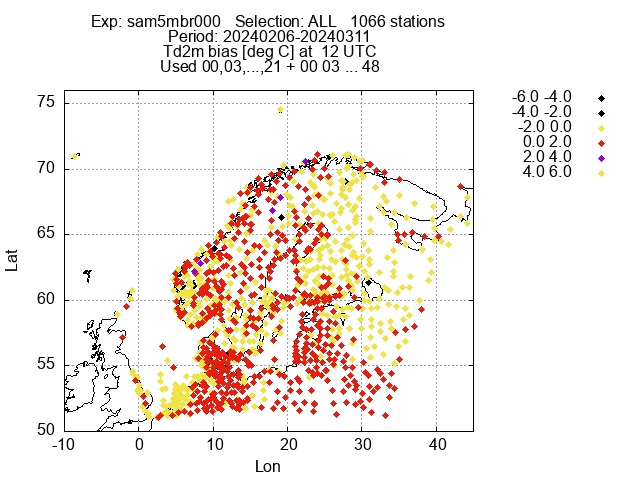 Exp: sam5mbr000 Selection: ALL 1066 stations
Period: 20240206-20240311
Td2m bias [deg C] at 12 UTC
Used 00,03,...,21 + 00 03 ... 48
-6.0 -4.0
-4.0 -2.0
-2.0 0.0
0.0 2.0
2.0 4.0
4.0 6.0
75
70
65
60
55
50
Lat
-10 0 10 20 30 40
Lon